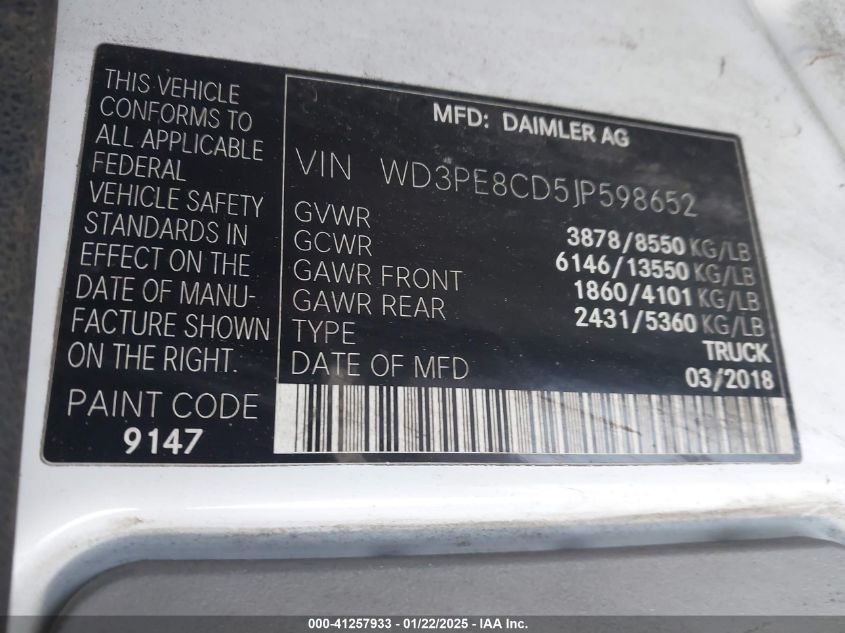 THIS VEHICLE
CONFORMS TO
ALL APPLICABLE
FEDERAL
VEHICLE SAFETY
STANDARDS IN
EFFECT ON THE
DATE OF MANU-
FACTURE SHOWN
ON THE RIGHT.
PAINT CODE
9147
MFD: DAIMLER AG
VIN WD3PE8CD5JP598652
GVWR 3878/8550 KG/LB
GCWR 6146/13550 KG/LB
GAWR FRONT 1860/4101 KG/LB
GAWR REAR 2431/5360 KG/LB
TYPE TRUCK
DATE OF MFD 03/2018
000-41257933 - 01/22/2025 - IAA Inc.